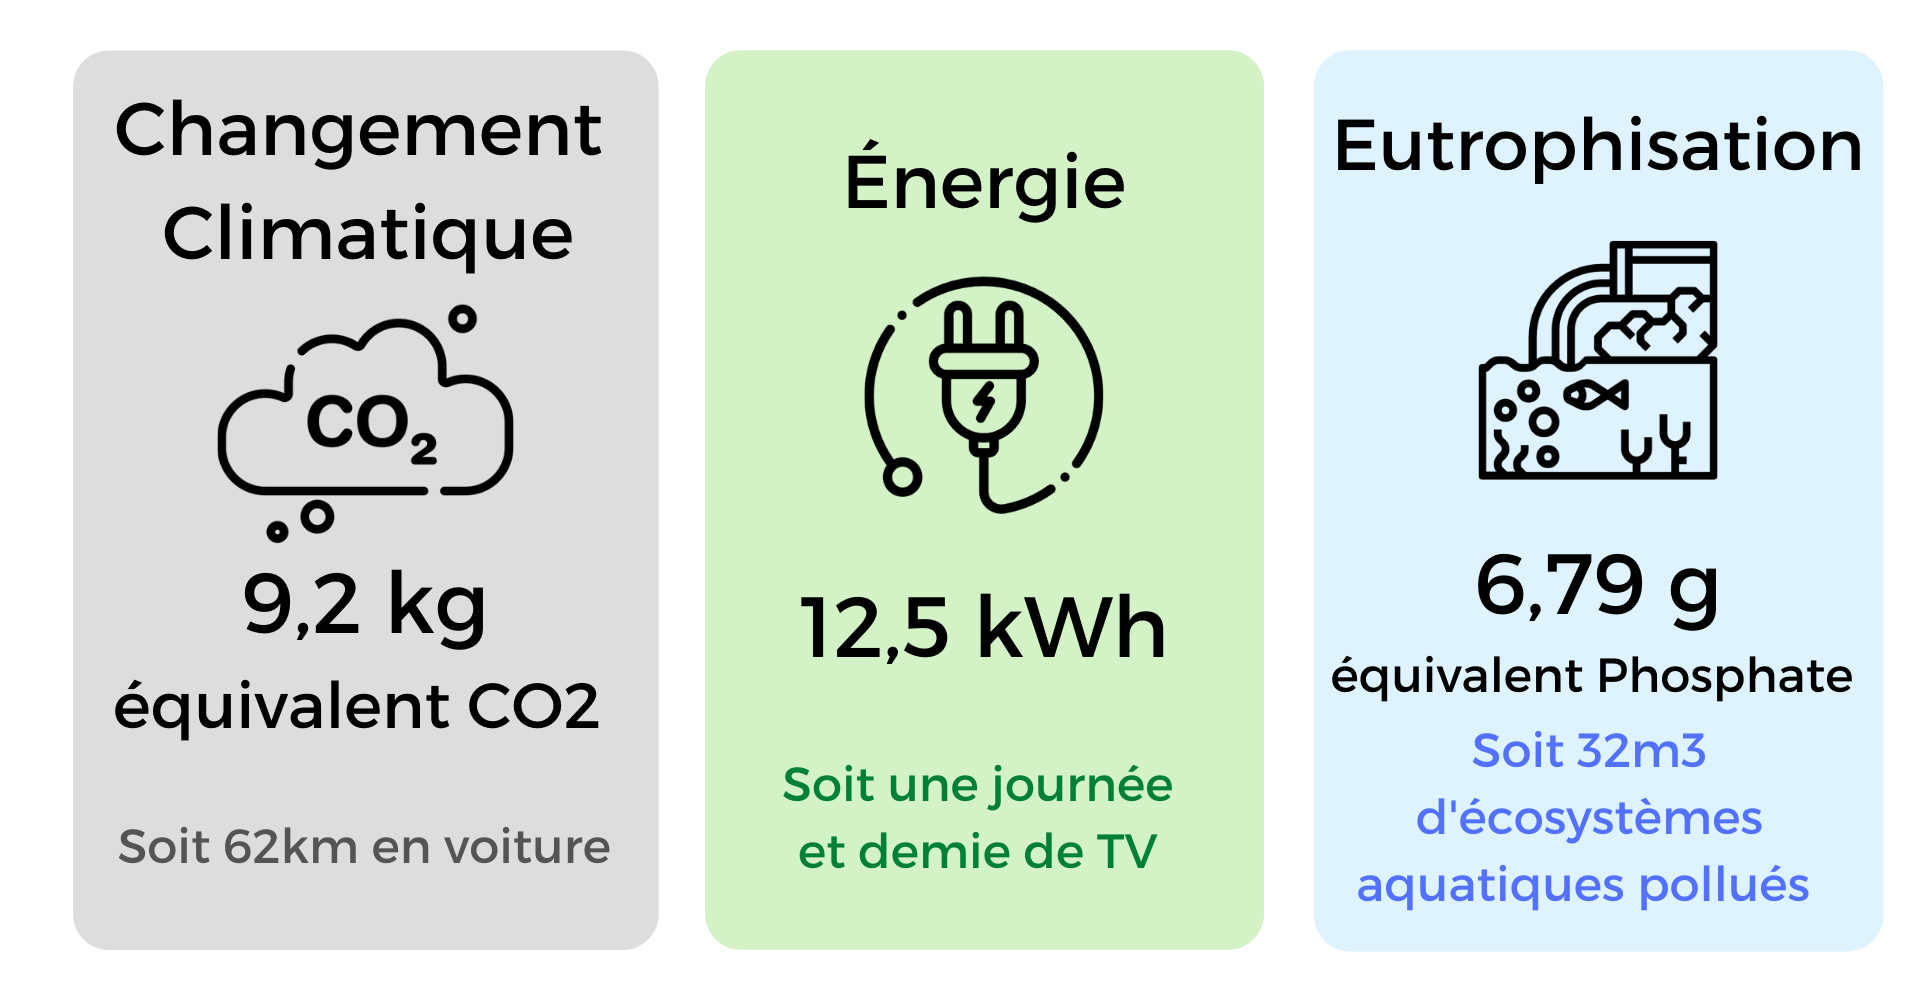 Changement
Climatique
CO2
9,2 kg
équivalent CO2
Soit 62km en voiture
Énergie
12,5 kWh
Soit une journée
et demie de TV
Eutrophisation
6,79 g
équivalent Phosphate
Soit 32m3
d'écosystèmes
aquatiques pollués